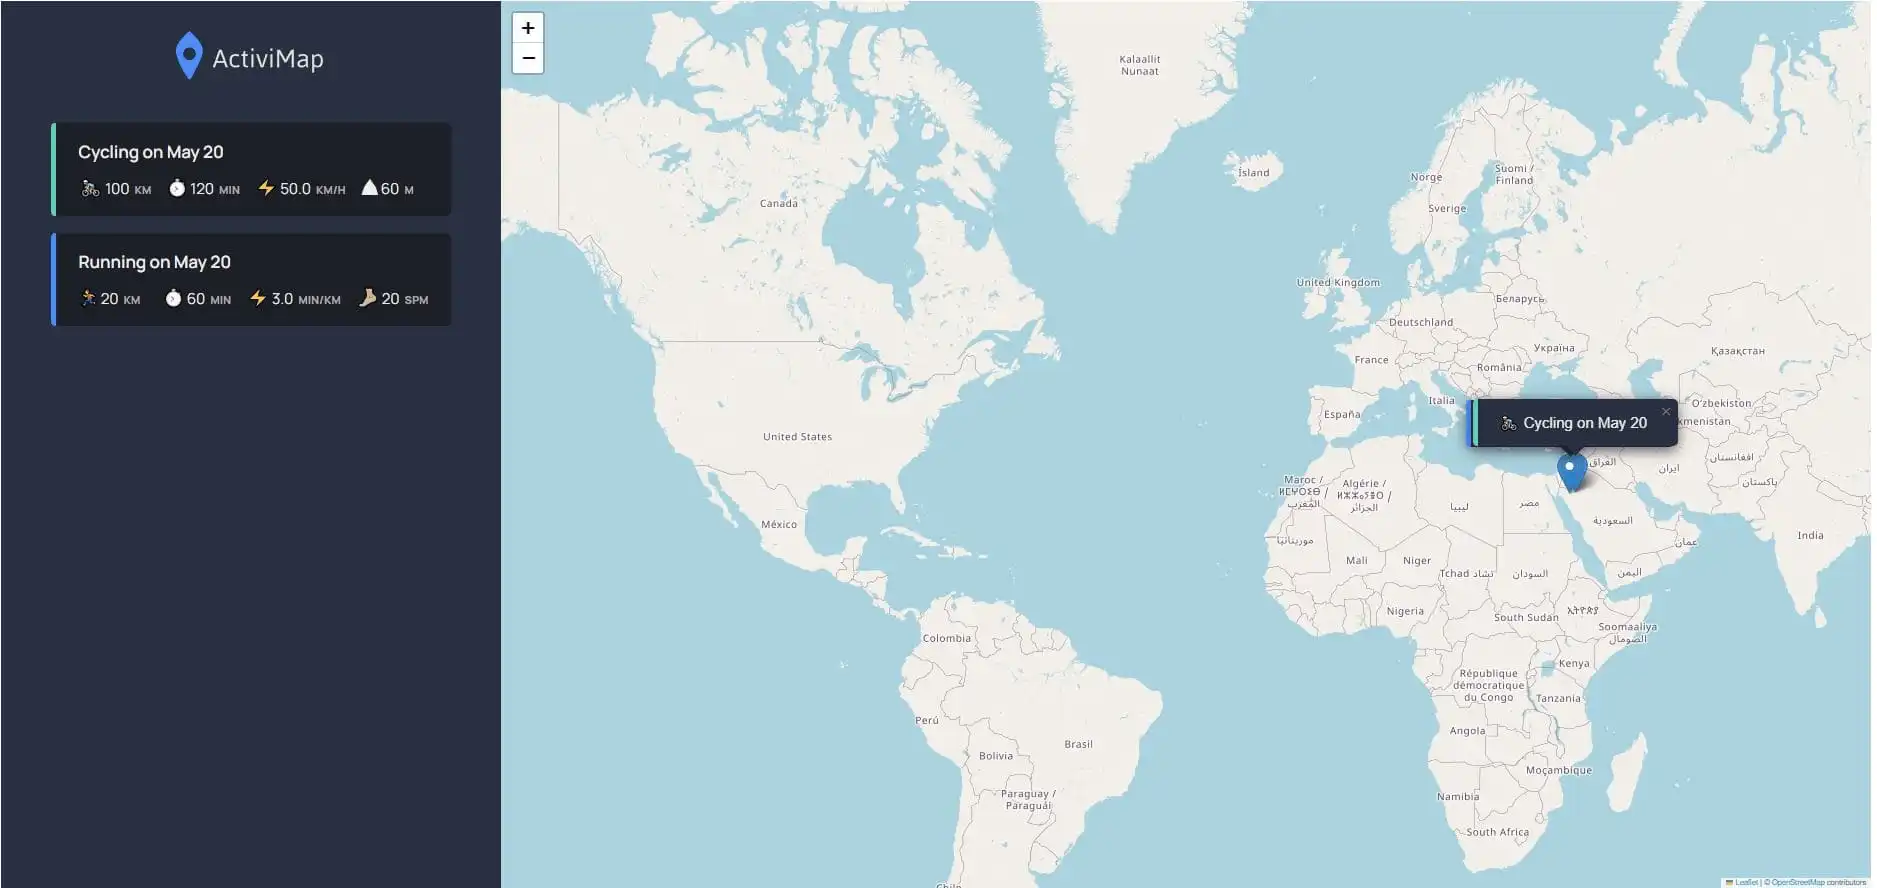 ActiviMap
Cycling on May 20
100 KM 120 MIN 50.0 KM/H 60 M
Running on May 20
20 KM 60 MIN 3.0 MIN/KM 20 SPM
+
−
Kalaallit
Nunaat
Ísland
Norge
Suomi /
Finland
Sverige
Canada
United Kingdom
Беларусь
Deutschland
Україна
France
Қазақстан
România
Italia
O'zbekiston
España
Cycling on May 20
×
kmenistan
United States
العراق
ایران
افغانستان
پاکستان
Maroc /
ⵍⵎⵖⵔⵉⴱ /
المغرب
Algérie /
ⵍⵣⵣⴰⵢⴻⵔ /
الجزائر
ليبيا
مصر
السعودية
México
India
موريتانيا
عمان
Mali
Niger
Tchad تشاد
السودان
اليمن
Nigeria
South Sudan
ኢትዮጵያ
Soomaaliya
الصومال
Colombia
Kenya
République
démocratique
du Congo
Tanzania
Perú
Angola
Brasil
Bolivia
Moçambique
Paraguay /
Paraguái
Namibia
South Africa
Chile
Leaflet | © OpenStreetMap contributors